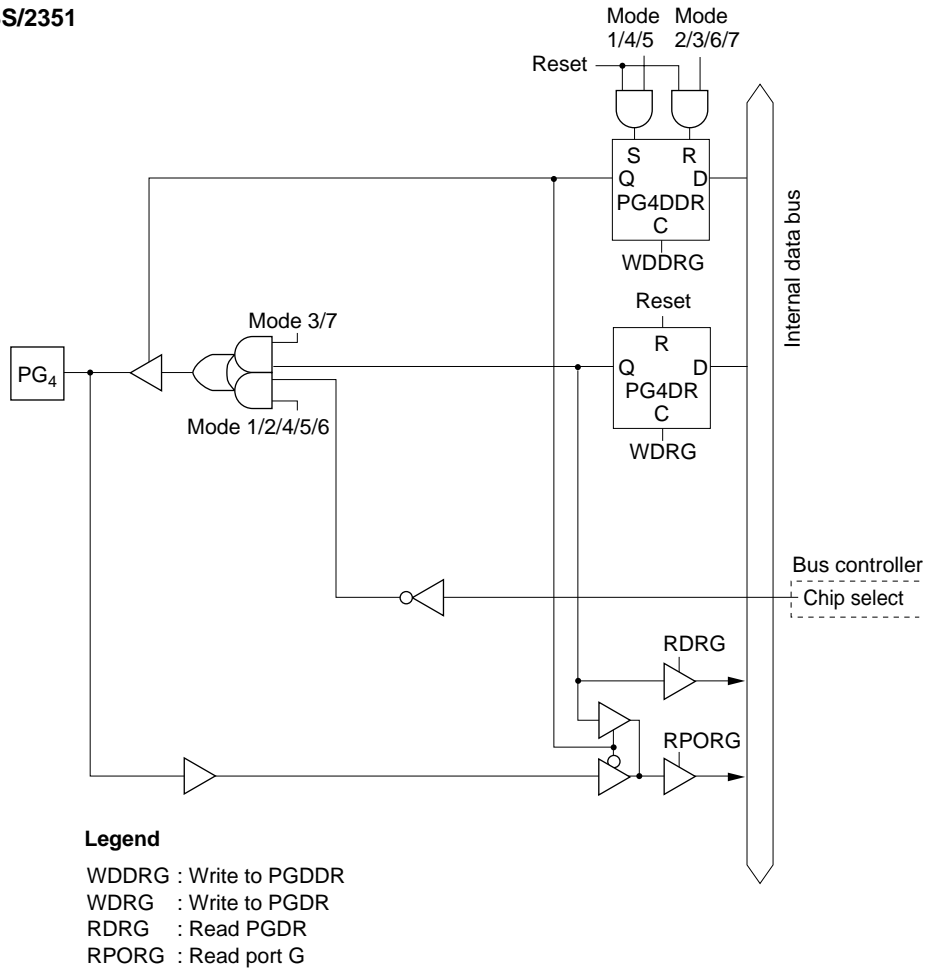 S/2351
Mode Mode
1/4/5 2/3/6/7
Reset
S R
Q D
PG4DDR
C
WDDRG
Internal data bus
Reset
Mode 3/7
R
Q D
PG4DR
C
WDRG
PG4
Mode 1/2/4/5/6
Bus controller
Chip select
RDRG
RPORG
Legend
WDDRG : Write to PGDDR
WDRG : Write to PGDR
RDRG : Read PGDR
RPORG : Read port G